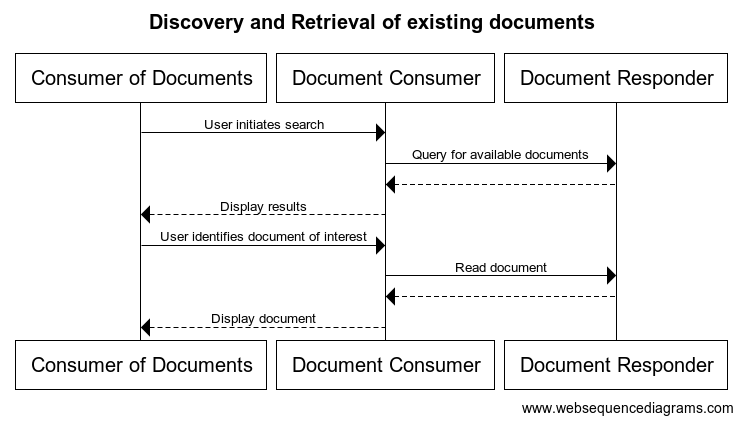 Discovery and Retrieval of existing documents
Consumer of Documents
Document Consumer
Document Responder
User initiates search
Query for available documents
Display results
User identifies document of interest
Read document
Display document
Consumer of Documents
Document Consumer
Document Responder
www.websequencediagrams.com